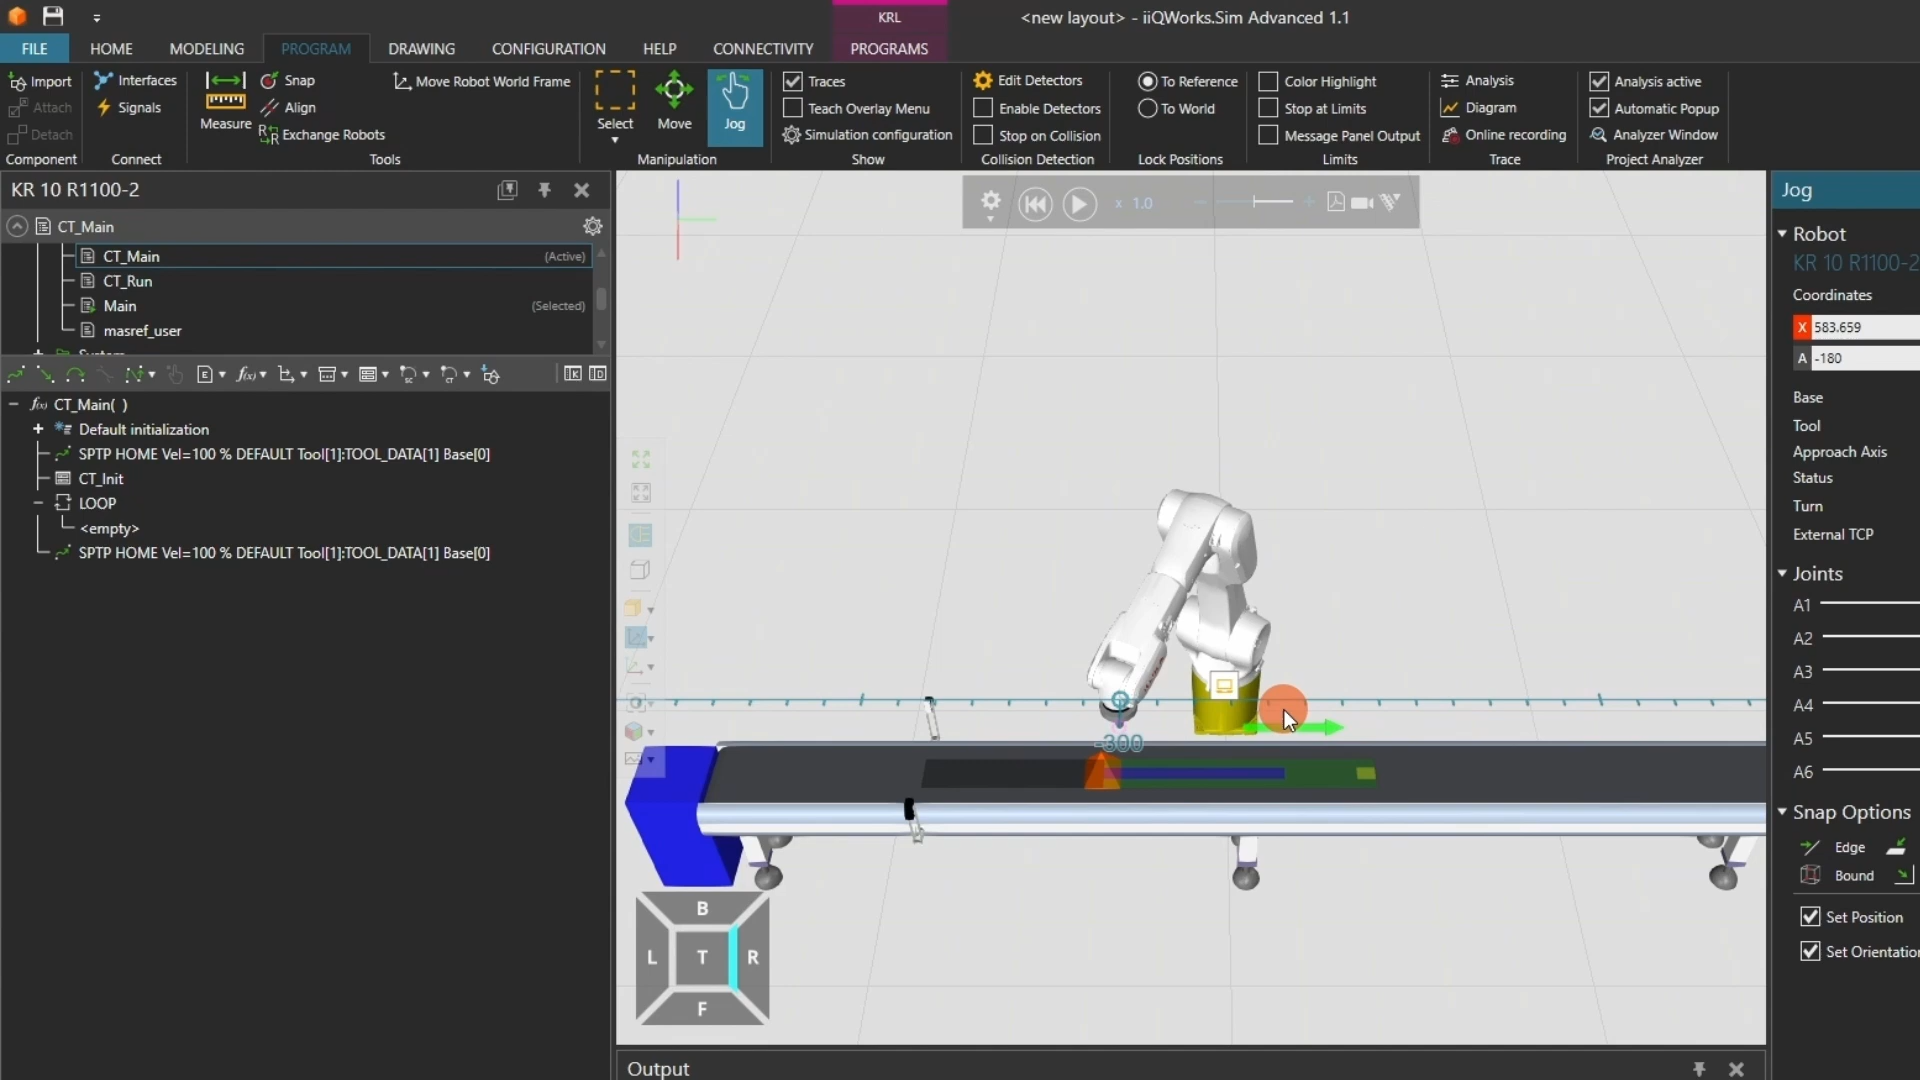 KRL
<new layout> - iiQWorks.Sim Advanced 1.1
FILE HOME MODELING PROGRAM DRAWING CONFIGURATION HELP CONNECTIVITY PROGRAMS
Import Interfaces Snap Move Robot World Frame Traces Edit Detectors To Reference Color Highlight Analysis Analysis active
Attach Signals Align Teach Overlay Menu Enable Detectors To World Stop at Limits Diagram Automatic Popup
Measure Select Move Jog
Detach Exchange Robots Simulation configuration Stop on Collision Message Panel Output Online recording Analyzer Window
Component Connect Tools Manipulation Show Collision Detection Lock Positions Limits Trace Project Analyzer
KR 10 R1100-2
Jog
x 1.0
CT_Main
CT_Main (Active)
CT_Run
Main (Selected)
masref_user
System
CT_Main( )
Default initialization
SPTP HOME Vel=100 % DEFAULT Tool[1]:TOOL_DATA[1] Base[0]
CT_Init
LOOP
<empty>
SPTP HOME Vel=100 % DEFAULT Tool[1]:TOOL_DATA[1] Base[0]
-300
B
L T R
F
Output
Robot
KR 10 R1100-2
Coordinates
X 583.659
A -180
Base
Tool
Approach Axis
Status
Turn
External TCP
Joints
A1
A2
A3
A4
A5
A6
Snap Options
Edge
Bound
Set Position
Set Orientation